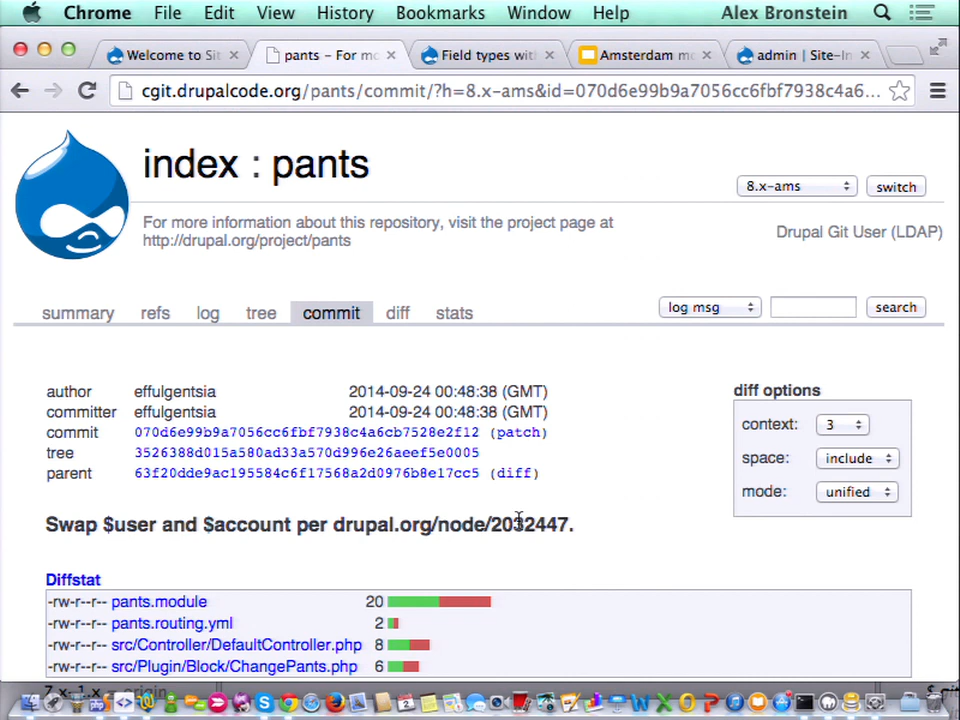 Chrome File Edit View History Bookmarks Window Help Alex Bronstein
Welcome to Sit × pants – For mo × Field types wit × Amsterdam mo × admin | Site-In ×
cgit.drupalcode.org/pants/commit/?h=8.x-ams&id=070d6e99b9a7056cc6fbf7938c4a6...
index : pants
8.x-ams switch
For more information about this repository, visit the project page at
http://drupal.org/project/pants
Drupal Git User (LDAP)
summary refs log tree commit diff stats log msg search
author effulgentsia 2014-09-24 00:48:38 (GMT)
committer effulgentsia 2014-09-24 00:48:38 (GMT)
commit 070d6e99b9a7056cc6fbf7938c4a6cb7528e2f12 (patch)
tree 3526388d015a580ad33a570d996e26aeef5e0005
parent 63f20dde9ac195584c6f17568a2d0976b8e17cc5 (diff)
diff options
context: 3
space: include
mode: unified
Swap $user and $account per drupal.org/node/2032447.
Diffstat
-rw-r--r-- pants.module 20
-rw-r--r-- pants.routing.yml 2
-rw-r--r-- src/Controller/DefaultController.php 8
-rw-r--r-- src/Plugin/Block/ChangePants.php 6